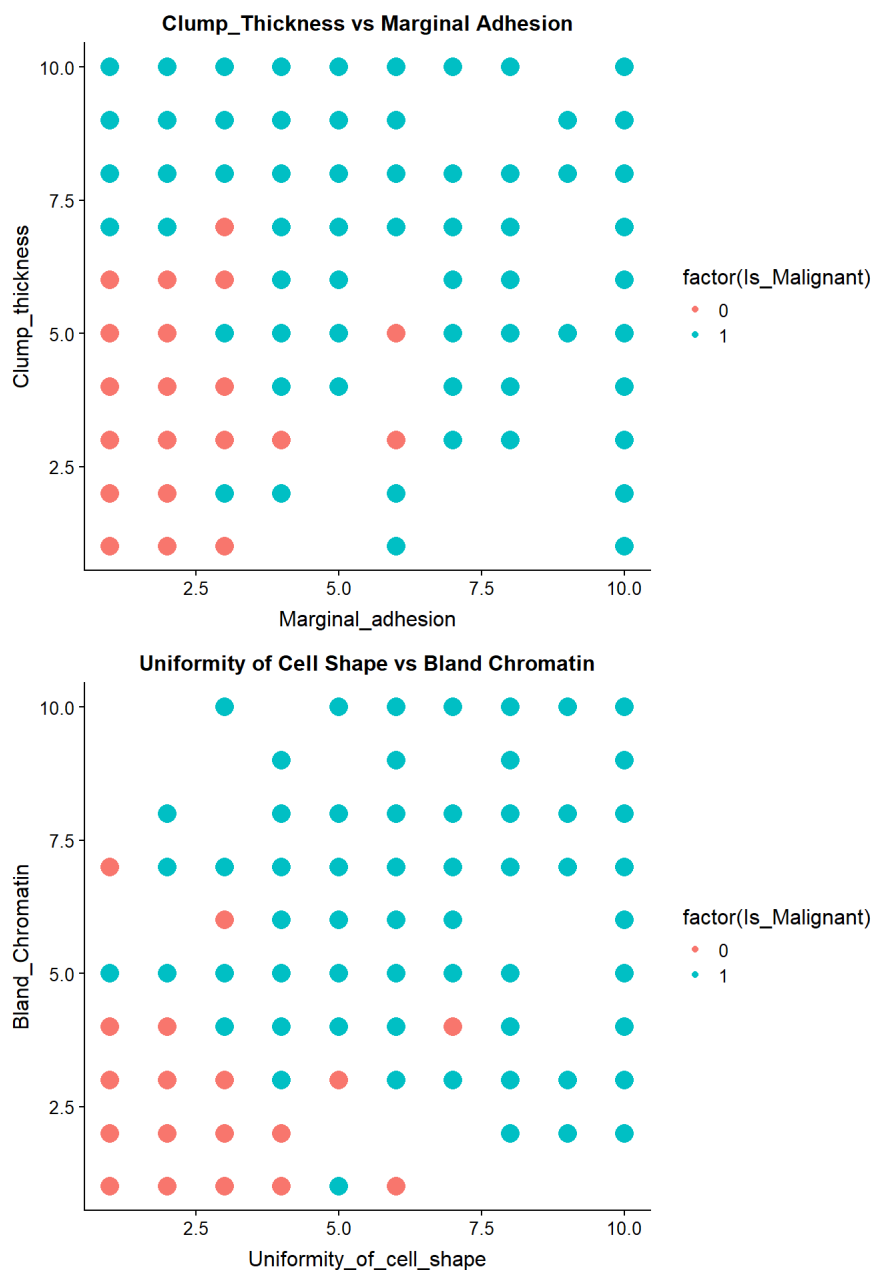 Clump_Thickness vs Marginal Adhesion
10.0
7.5
5.0
2.5
Clump_thickness
2.5 5.0 7.5 10.0
Marginal_adhesion
factor(Is_Malignant)
0
1
Uniformity of Cell Shape vs Bland Chromatin
10.0
7.5
5.0
2.5
Bland_Chromatin
2.5 5.0 7.5 10.0
Uniformity_of_cell_shape
factor(Is_Malignant)
0
1